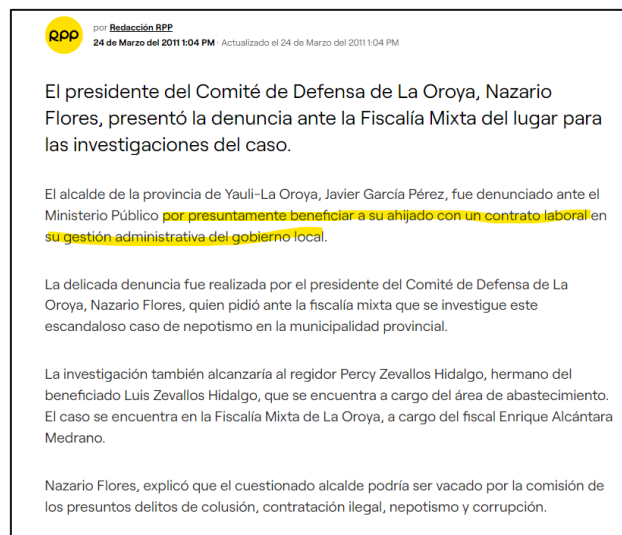 RPP
por Redacción RPP
24 de Marzo del 2011 1:04 PM · Actualizado el 24 de Marzo del 2011 1:04 PM
El presidente del Comité de Defensa de La Oroya, Nazario
Flores, presentó la denuncia ante la Fiscalía Mixta del lugar para
las investigaciones del caso.
El alcalde de la provincia de Yauli-La Oroya, Javier García Pérez, fue denunciado ante el
Ministerio Público por presuntamente beneficiar a su ahijado con un contrato laboral en
su gestión administrativa del gobierno local.
La delicada denuncia fue realizada por el presidente del Comité de Defensa de La
Oroya, Nazario Flores, quien pidió ante la fiscalía mixta que se investigue este
escandaloso caso de nepotismo en la municipalidad provincial.
La investigación también alcanzaría al regidor Percy Zevallos Hidalgo, hermano del
beneficiado Luis Zevallos Hidalgo, que se encuentra a cargo del área de abastecimiento.
El caso se encuentra en la Fiscalía Mixta de La Oroya, a cargo del fiscal Enrique Alcántara
Medrano.
Nazario Flores, explicó que el cuestionado alcalde podría ser vacado por la comisión de
los presuntos delitos de colusión, contratación ilegal, nepotismo y corrupción.